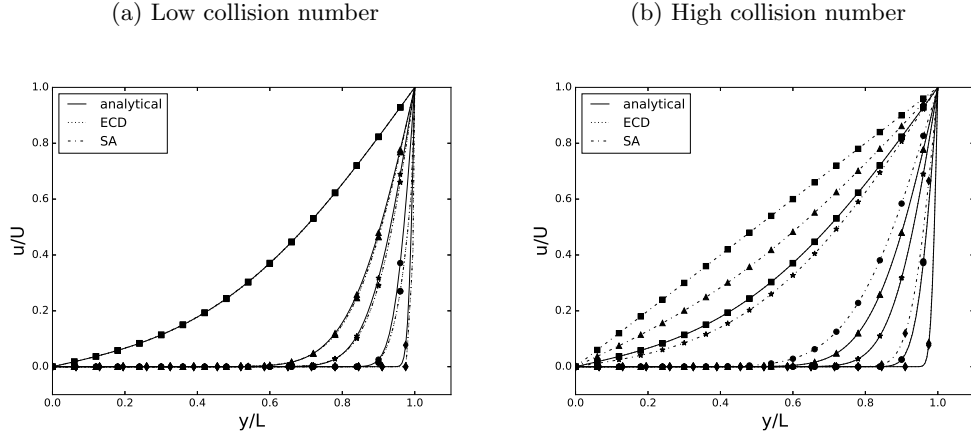 (a) Low collision number
(b) High collision number
1.0
0.8
0.6
0.4
0.2
0.0
u/U
analytical
ECD
SA
0.0 0.2 0.4 0.6 0.8 1.0
y/L
1.0
0.8
0.6
0.4
0.2
0.0
u/U
analytical
ECD
SA
0.0 0.2 0.4 0.6 0.8 1.0
y/L